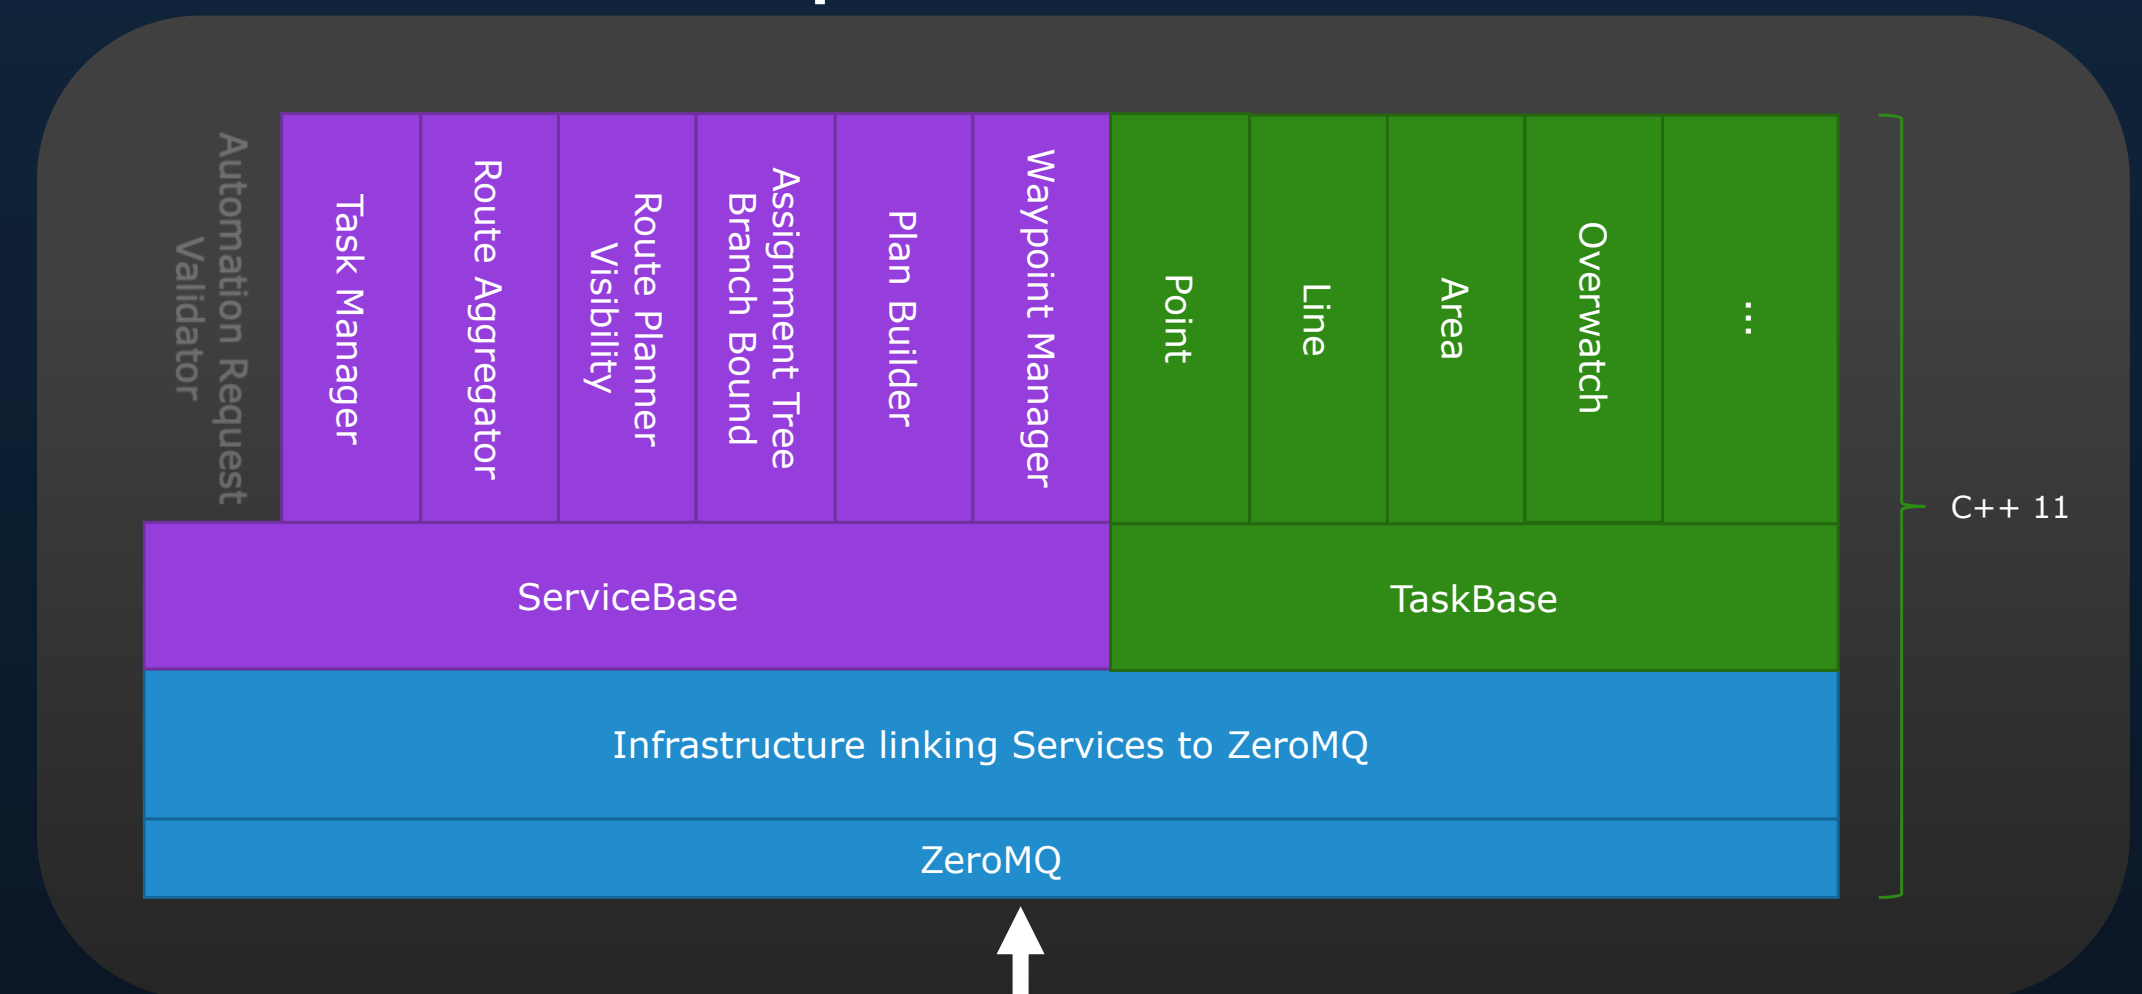 Automation Request
Validator
Task Manager
Route Aggregator
Route Planner
Visibility
Assignment Tree
Branch Bound
Plan Builder
Waypoint Manager
Point
Line
Area
Overwatch
...
C++ 11
ServiceBase
TaskBase
Infrastructure linking Services to ZeroMQ
ZeroMQ